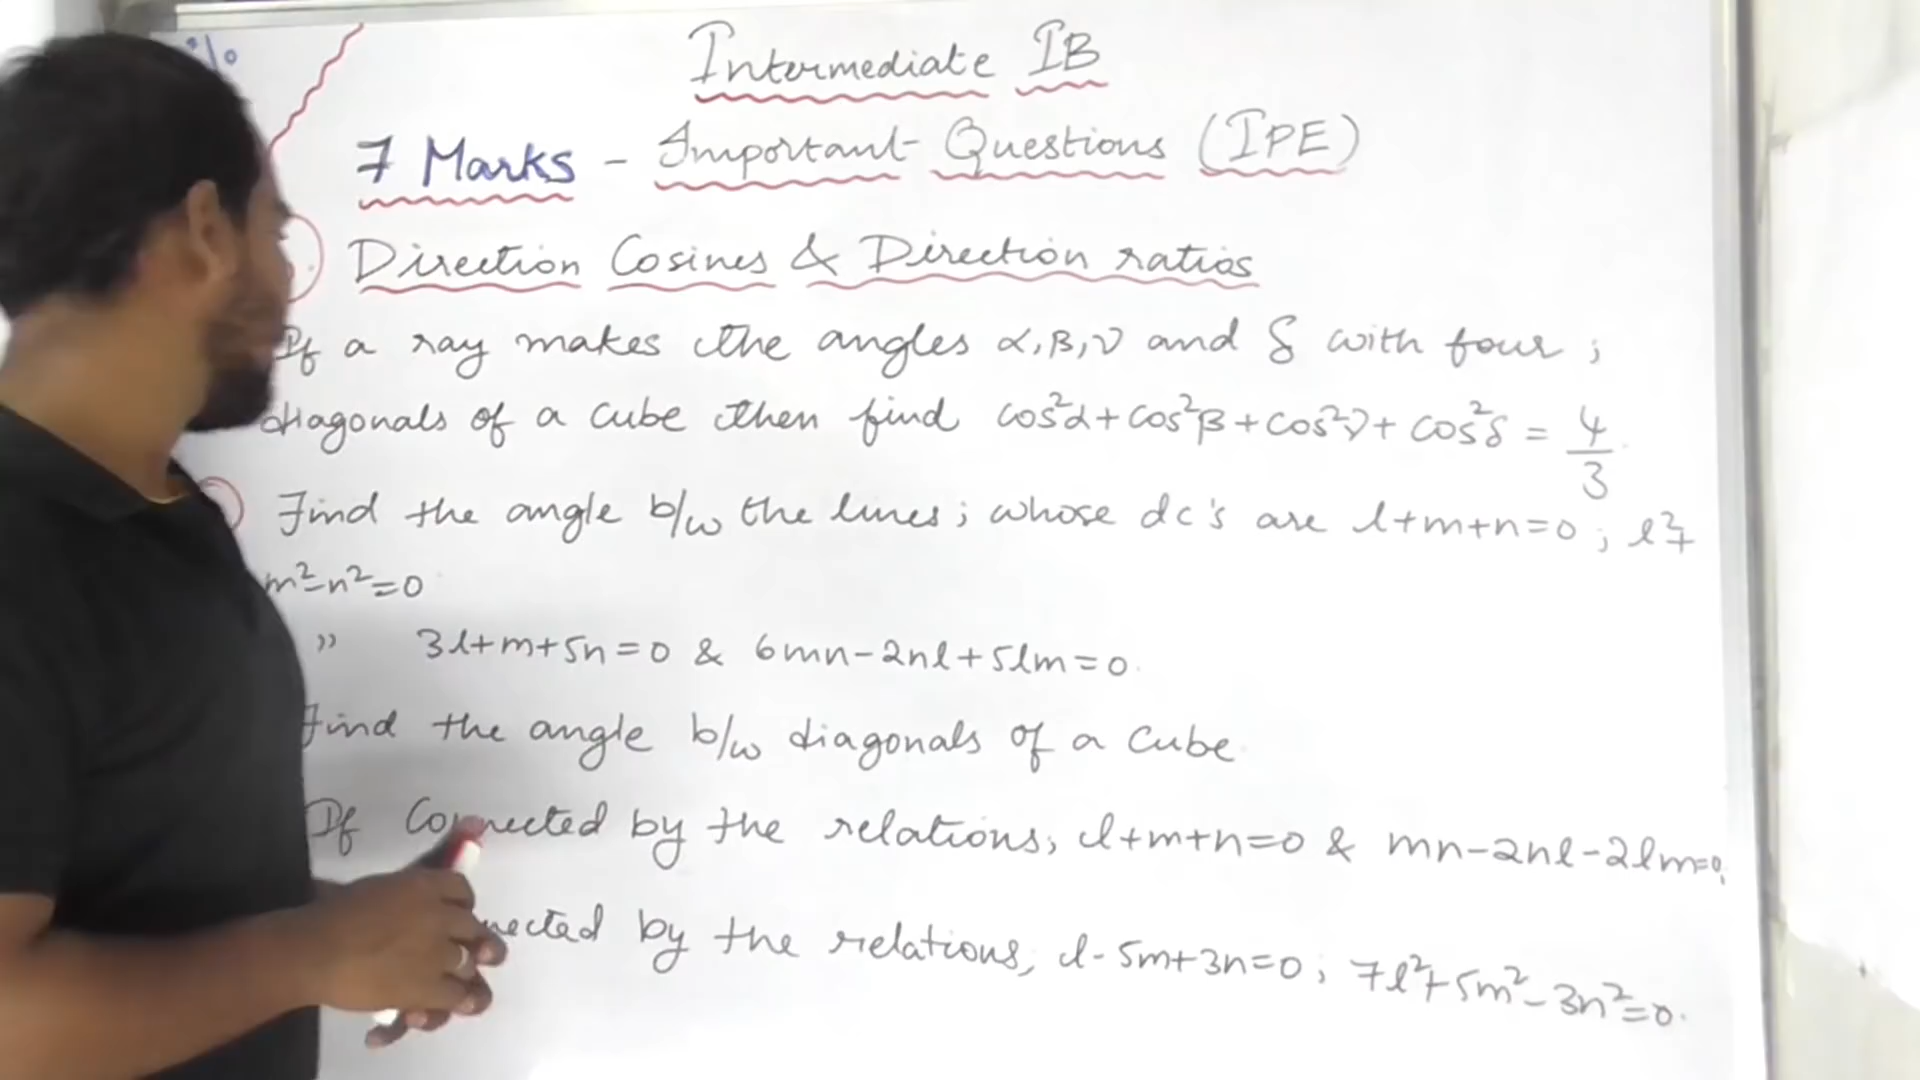 %
Intermediate IB
7 Marks - Important Questions (IPE)
Direction Cosines & Direction ratios
If a ray makes the angles α, β, γ and δ with four ;
diagonals of a cube then find cos²α + cos²β + cos²γ + cos²δ = 4/3
Find the angle b/w the lines ; whose dc's are l+m+n=0 ; l²+
m²-n²=0
" 3l+m+5n=0 & 6mn-2nl+5lm=0.
Find the angle b/w diagonals of a cube
If Connected by the relations, l+m+n=0 & mn-2nl-2lm=0,
nected by the relations, l-5m+3n=0 ; 7l²+5m²-3n²=0.